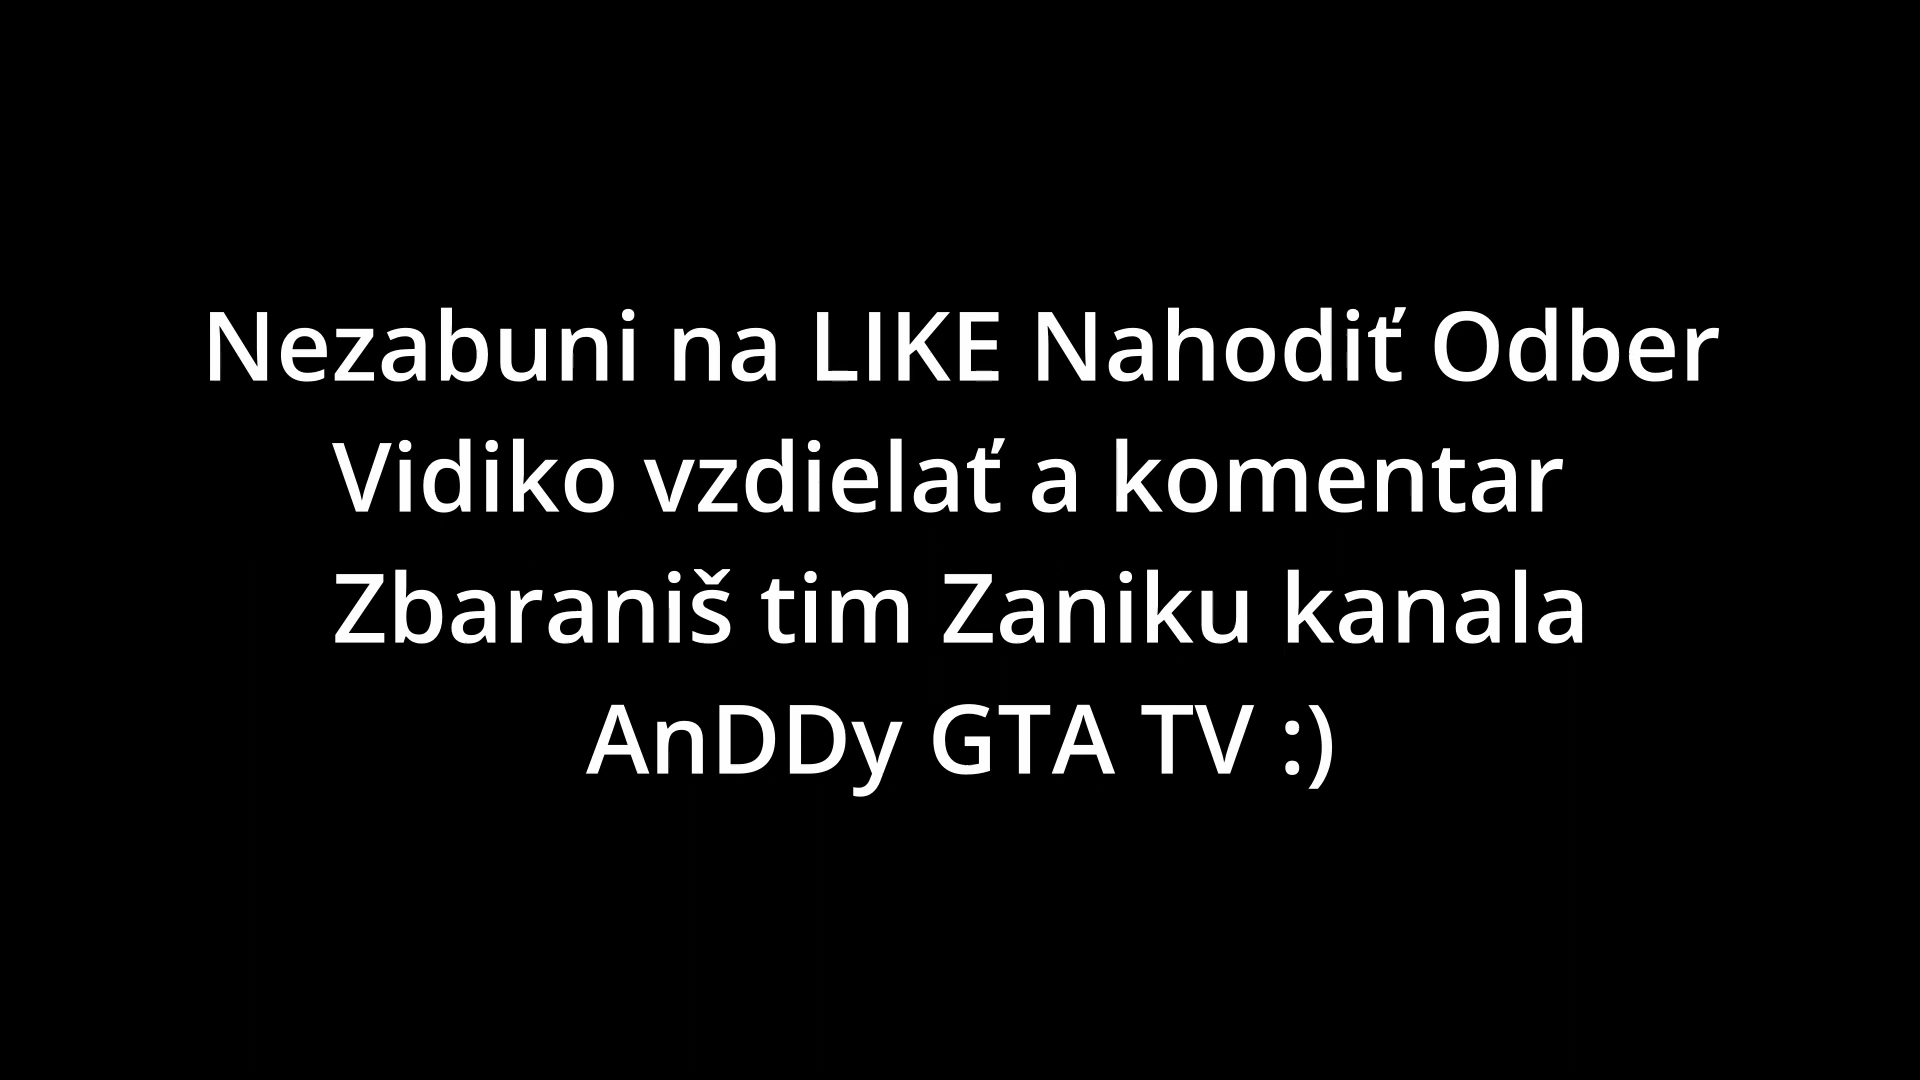 Nezabuni na LIKE Nahodiť Odber
Vidiko vzdielať a komentar
Zbaraniš tim Zaniku kanala
AnDDy GTA TV :)